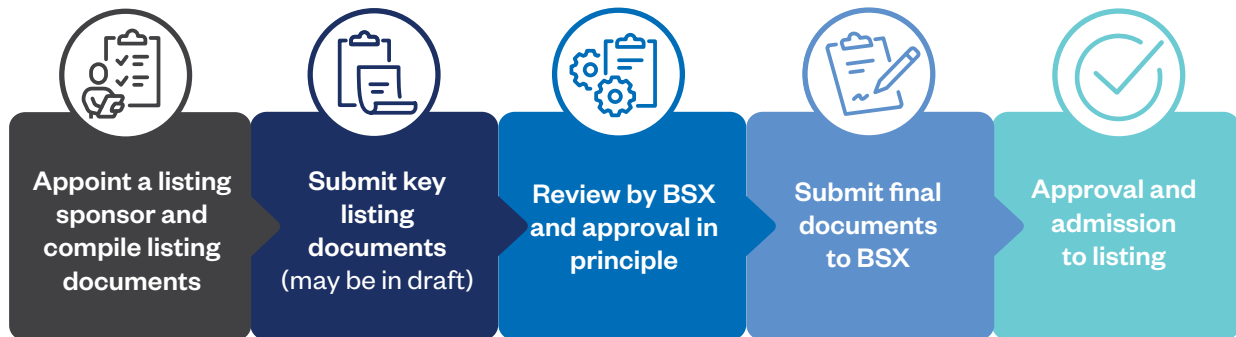 Appoint a listing
sponsor and
compile listing
documents
Submit key
listing
documents
(may be in draft)
Review by BSX
and approval in
principle
Submit final
documents
to BSX
Approval and
admission
to listing